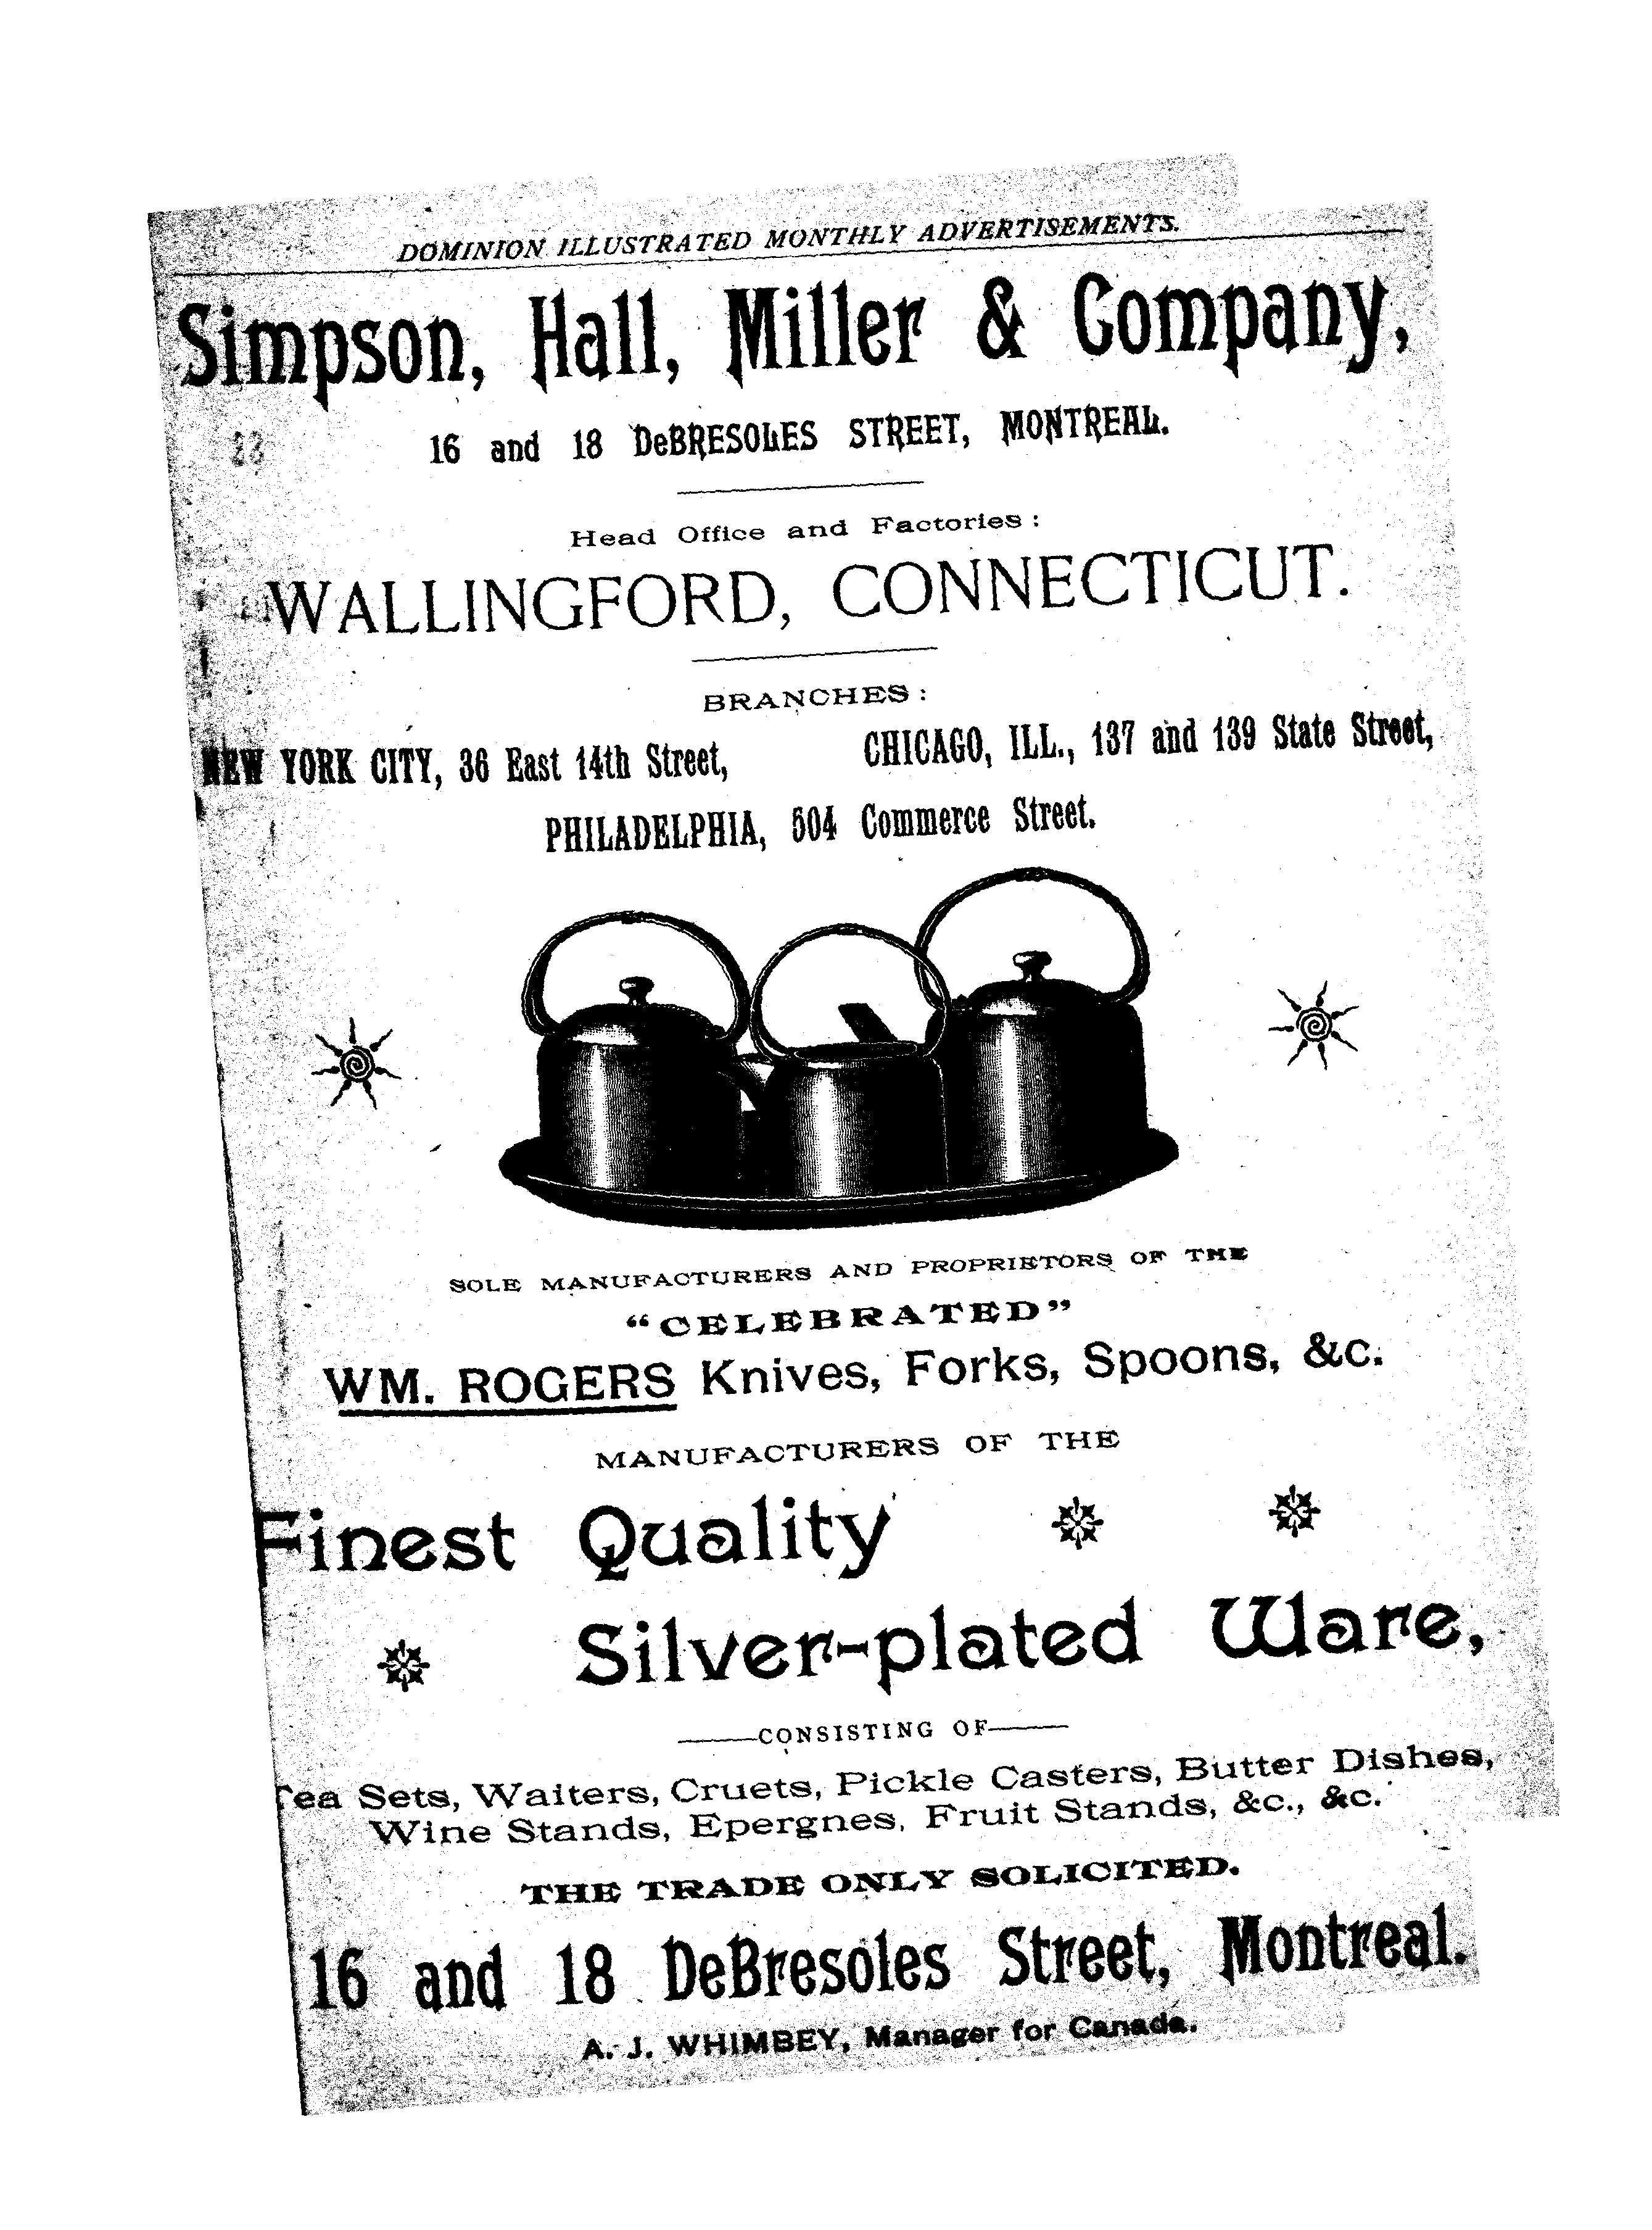 DOMINION ILLUSTRATED MONTHLY ADVERTISEMENTS.
Simpson, Hall, Miller & Company,
16 and 18 DeBRESOLES STREET, MONTREAL.
Head Office and Factories:
WALLINGFORD, CONNECTICUT.
BRANCHES:
NEW YORK CITY, 36 East 14th Street, CHICAGO, ILL., 137 and 139 State Street,
PHILADELPHIA, 504 Commerce Street.
SOLE MANUFACTURERS AND PROPRIETORS OF THE
"CELEBRATED"
WM. ROGERS Knives, Forks, Spoons, &c.
MANUFACTURERS OF THE
Finest Quality
Silver-plated Ware,
CONSISTING OF
Tea Sets, Waiters, Cruets, Pickle Casters, Butter Dishes,
Wine Stands, Epergnes, Fruit Stands, &c., &c.
THE TRADE ONLY SOLICITED.
16 and 18 DeBresoles Street, Montreal.
A. J. WHIMBEY, Manager for Canada.